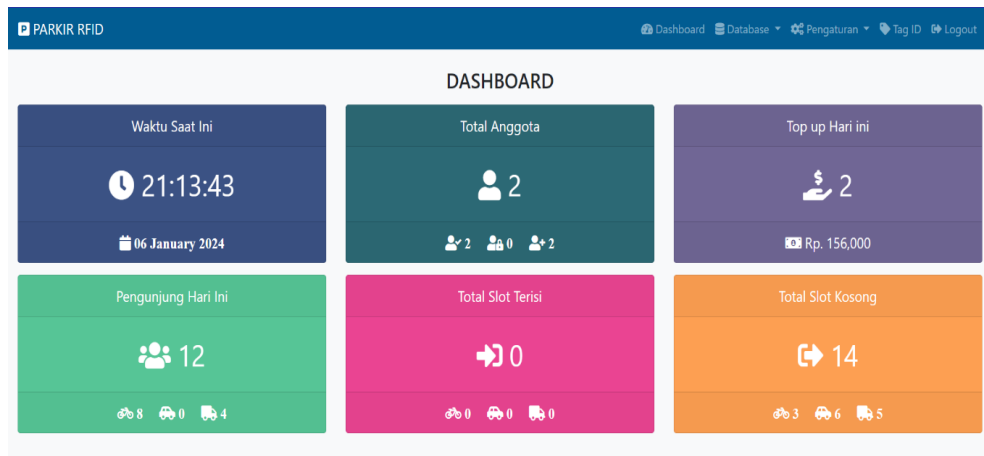 PARKIR RFID Dashboard Database Pengaturan Tag ID Logout
DASHBOARD
Waktu Saat Ini
21:13:43
06 January 2024
Total Anggota
2
2 0 2
Top up Hari ini
2
Rp. 156,000
Pengunjung Hari Ini
12
8 0 4
Total Slot Terisi
0
0 0 0
Total Slot Kosong
14
3 6 5